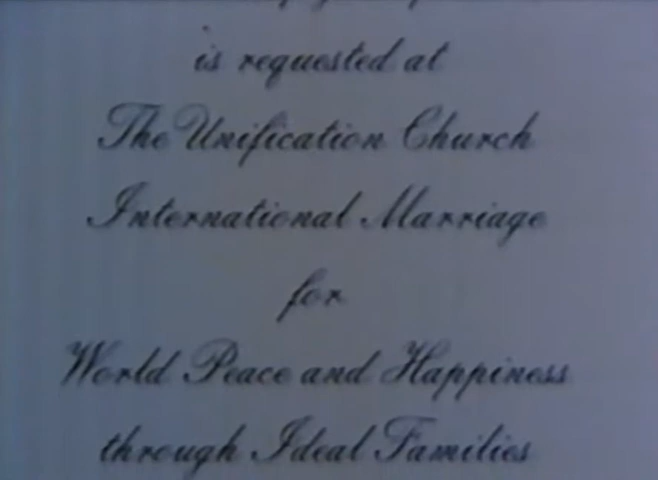 is requested at
The Unification Church
International Marriage
for
World Peace and Happiness
through Ideal Families